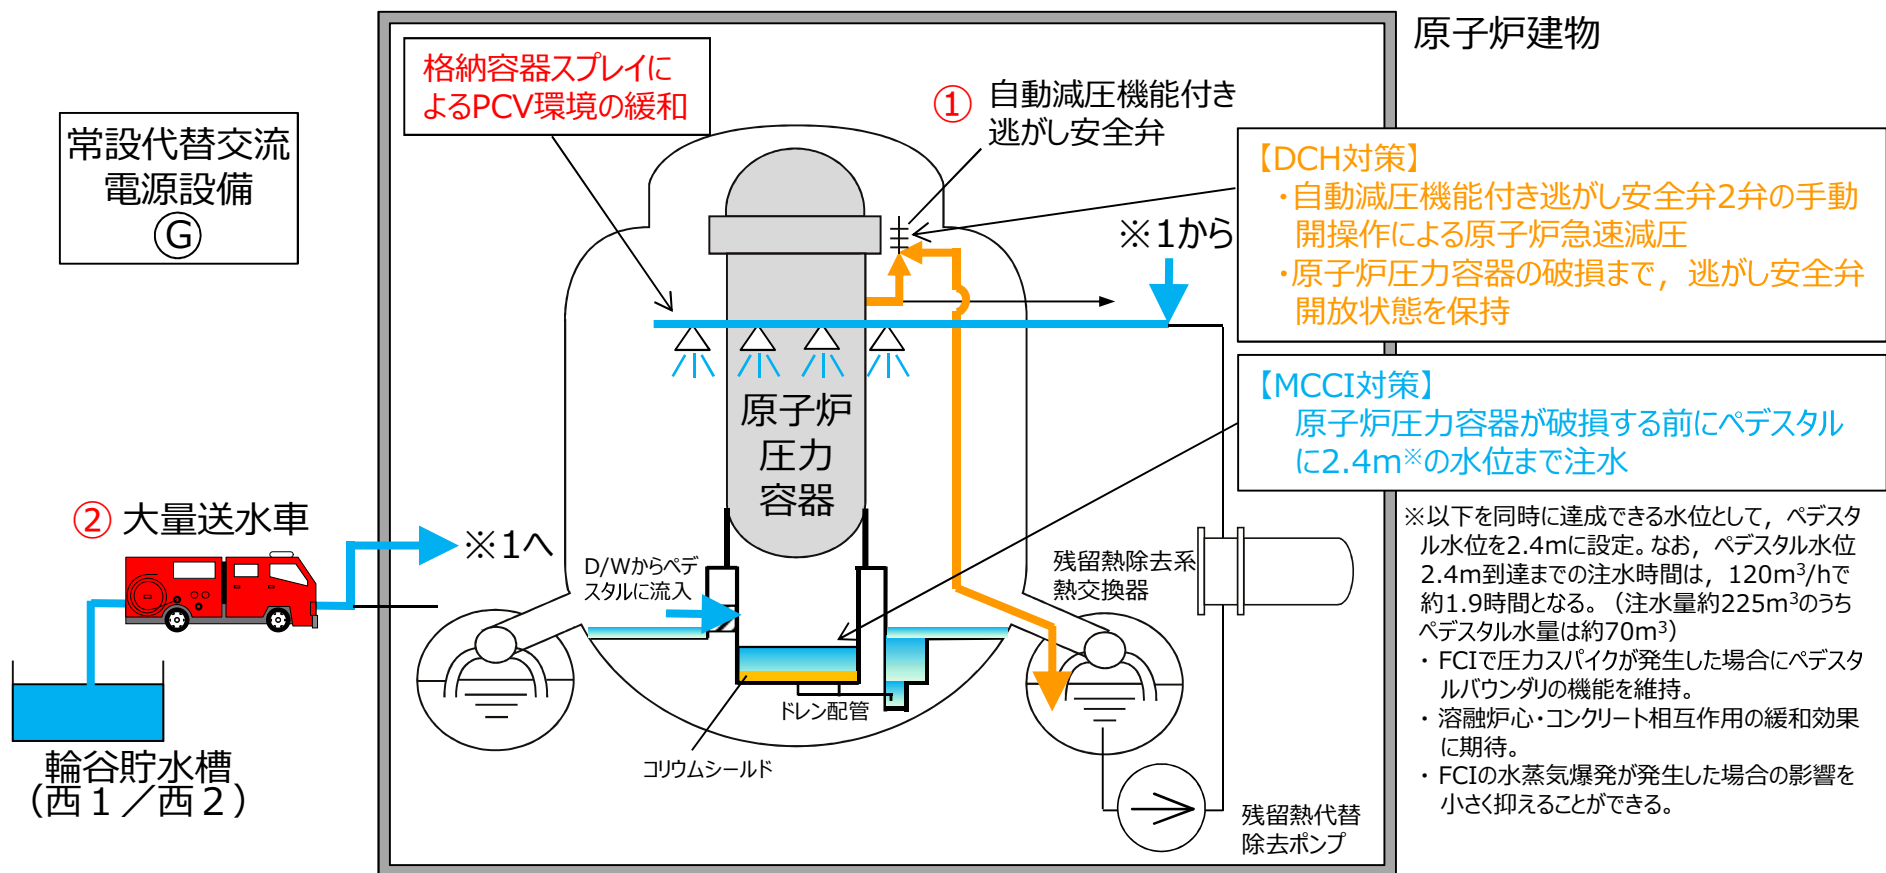 原子炉建物
格納容器スプレイに
よるPCV環境の緩和
① 自動減圧機能付き
逃がし安全弁
常設代替交流
電源設備
G
【DCH対策】
・自動減圧機能付き逃がし安全弁2弁の手動
開操作による原子炉急速減圧
・原子炉圧力容器の破損まで，逃がし安全弁
開放状態を保持
※1から
【MCCI対策】
原子炉圧力容器が破損する前にペデスタル
に2.4m※の水位まで注水
原子炉
圧力
容器
② 大量送水車
※1へ
D/Wからペデ
スタルに流入
残留熱除去系
熱交換器
※以下を同時に達成できる水位として，ペデスタ
ル水位を2.4mに設定。なお，ペデスタル水位
2.4m到達までの注水時間は，120m³/hで
約1.9時間となる。（注水量約225m³のうち
ペデスタル水量は約70m³）
・FCIで圧力スパイクが発生した場合にペデスタ
ルバウンダリの機能を維持。
・溶融炉心・コンクリート相互作用の緩和効果
に期待。
・FCIの水蒸気爆発が発生した場合の影響を
小さく抑えることができる。
ドレン配管
コリウムシールド
輪谷貯水槽
（西１／西２）
残留熱代替
除去ポンプ